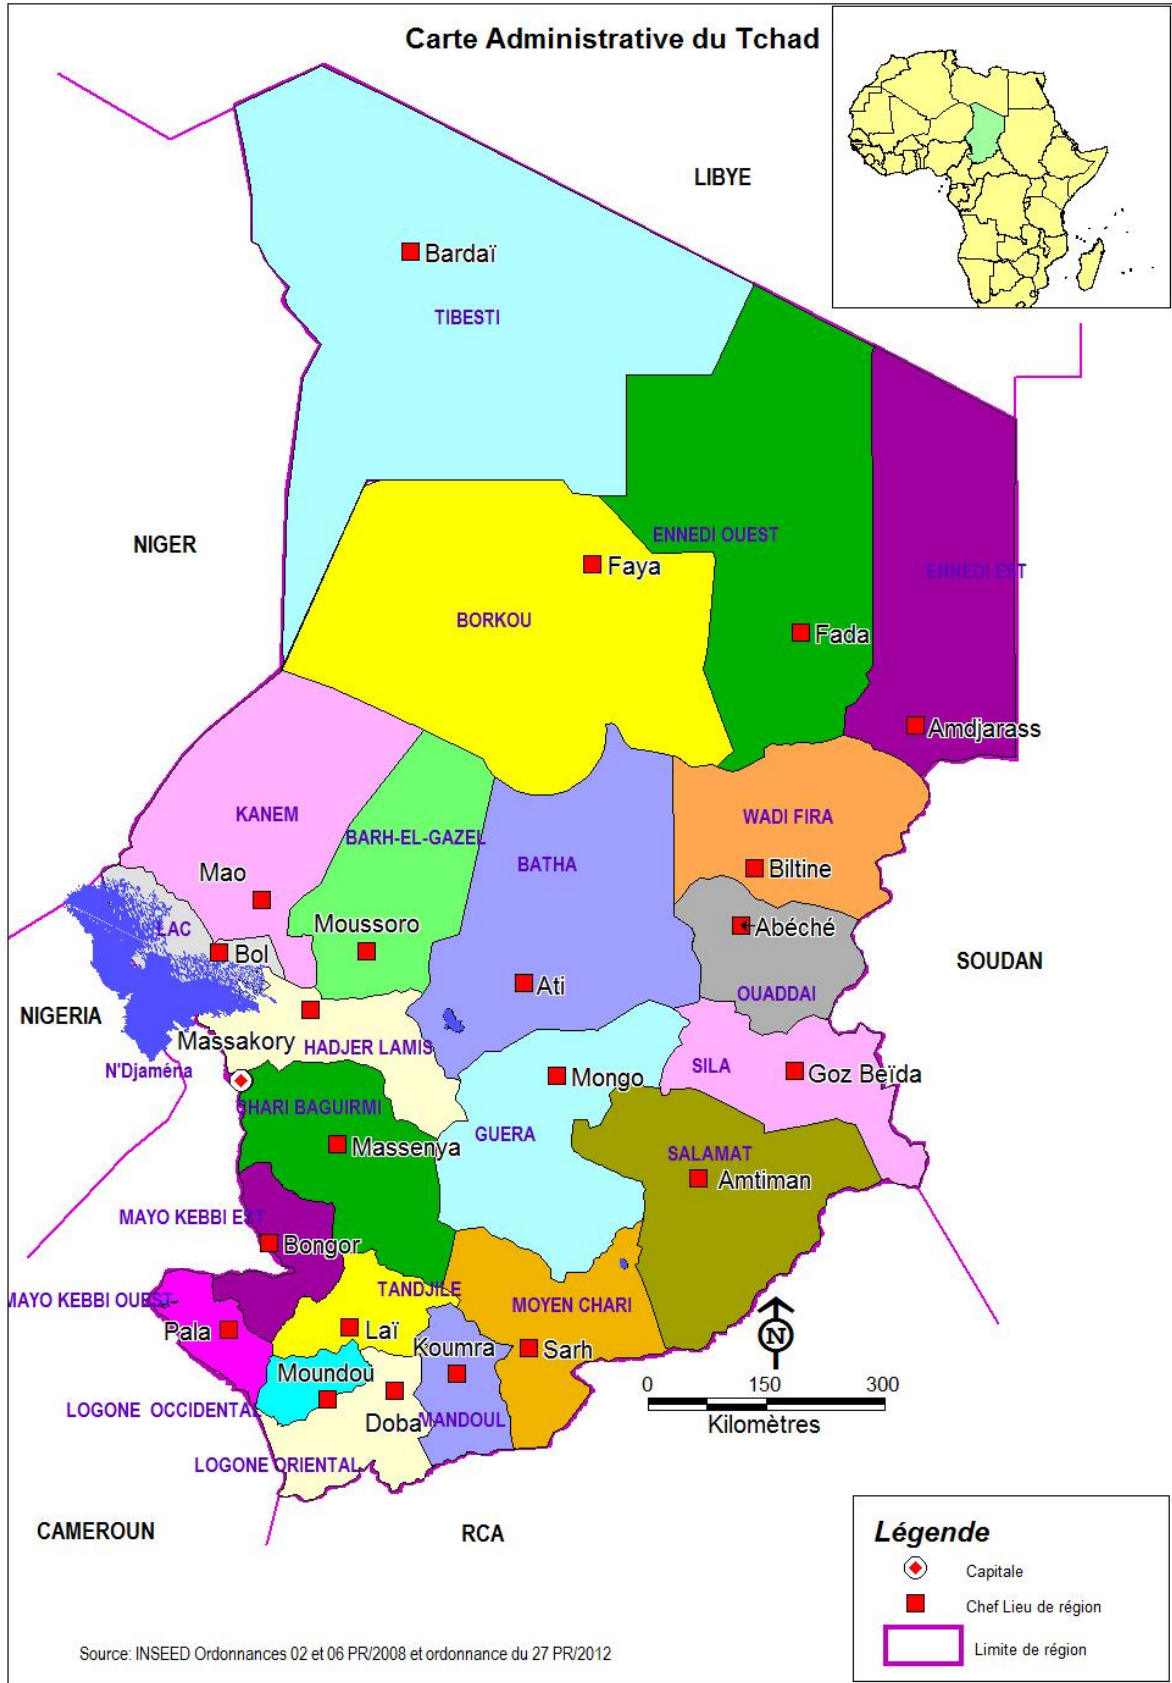 Carte Administrative du Tchad
LIBYE
Bardaï
TIBESTI
NIGER
ENNEDI OUEST
Faya
ENNEDI EST
BORKOU
Fada
Amdjarass
KANEM
WADI FIRA
BARH-EL-GAZEL
BATHA
Mao
Biltine
Moussoro
LAC
Abéché
Bol
SOUDAN
Ati
OUADDAI
NIGERIA
Massakory
HADJER LAMIS
N'Djaména
SILA
Goz Beïda
Mongo
CHARI BAGUIRMI
GUERA
Massenya
SALAMAT
Amtiman
MAYO KEBBI EST
Bongor
TANDJILE
MAYO KEBBI OUEST
MOYEN CHARI
Pala
Laï
Koumra
Sarh
N
Moundou
0 150 300
Kilomètres
LOGONE OCCIDENTAL
Doba
MANDOUL
LOGONE ORIENTAL
CAMEROUN
RCA
Légende
Capitale
Chef Lieu de région
Limite de région
Source: INSEED Ordonnances 02 et 06 PR/2008 et ordonnance du 27 PR/2012